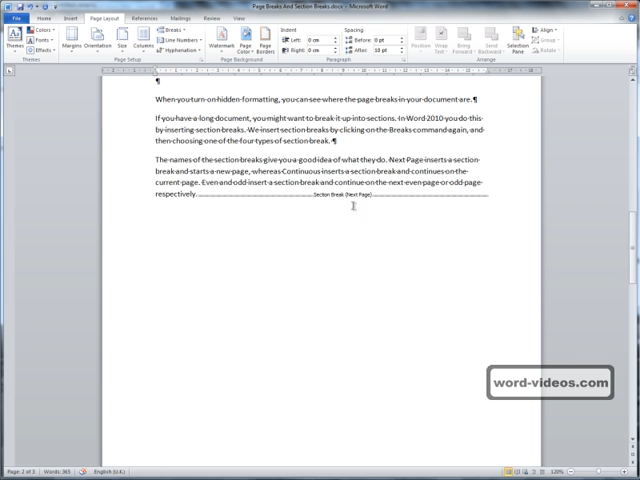 Page Breaks And Section Breaks.docx - Microsoft Word
File Home Insert Page Layout References Mailings Review View
Themes Colors Fonts Effects Margins Orientation Size Columns Breaks Line Numbers Hyphenation Watermark Page Color Page Borders Indent Left: 0 cm Right: 0 cm Spacing Before: 0 pt After: 10 pt Position Wrap Text Bring Forward Send Backward Selection Pane Align
Themes Page Setup Page Background Paragraph Arrange
¶
When you turn on hidden formatting, you can see where the page breaks in your document are. ¶
If you have a long document, you might want to break it up into sections. In Word 2010 you do this
by inserting section breaks. We insert section breaks by clicking on the Breaks command again, and
then choosing one of the four types of section break. ¶
The names of the section breaks give you a good idea of what they do. Next Page inserts a section
break and starts a new page, whereas Continuous inserts a section break and continues on the
current page. Even and odd insert a section break and continue on the next even page or odd page
respectively. Section Break (Next Page)
word-videos.com
Page: 2 of 3 Words: 365 English (U.K.) 120%